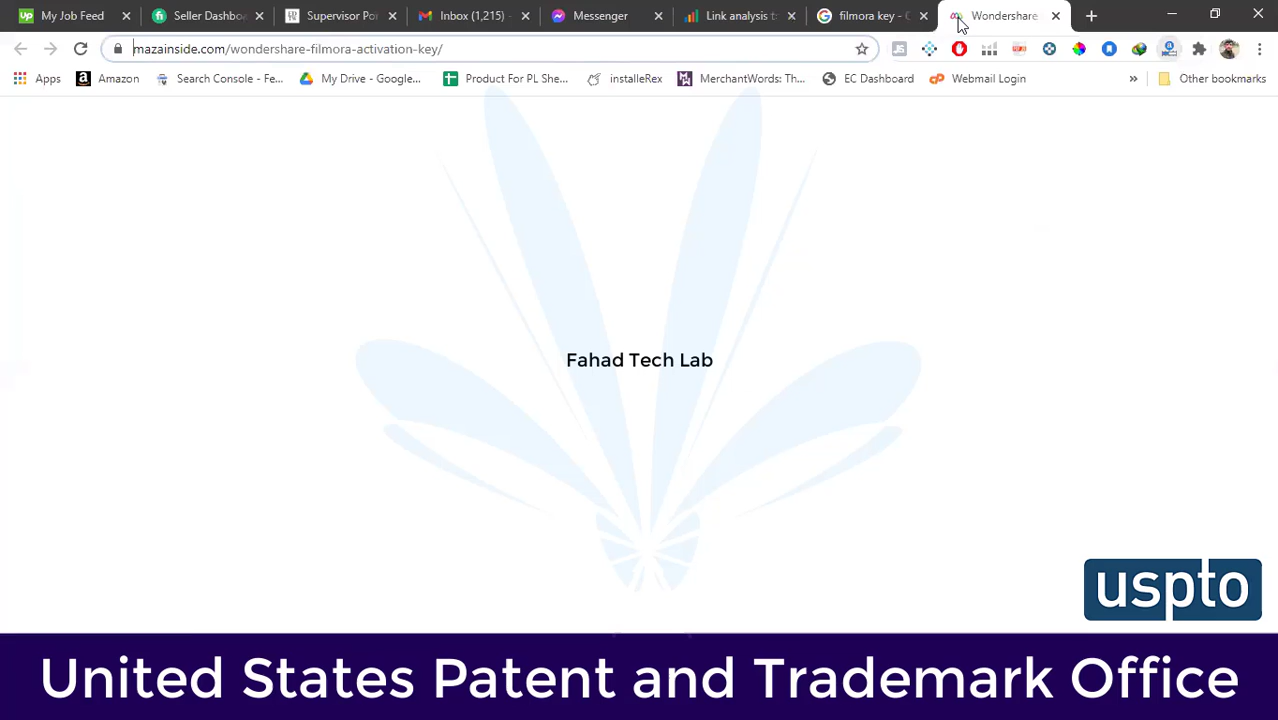 My Job Feed
Seller Dashbo
Supervisor Po
Inbox (1,215) -
Messenger
Link analysis t
filmora key - G
Wondershare
mazainside.com/wondershare-filmora-activation-key/
Apps
Amazon
Search Console - Fe...
My Drive - Google...
Product For PL She...
installeRex
MerchantWords: Th...
EC Dashboard
Webmail Login
»
Other bookmarks
Fahad Tech Lab
uspto
United States Patent and Trademark Office